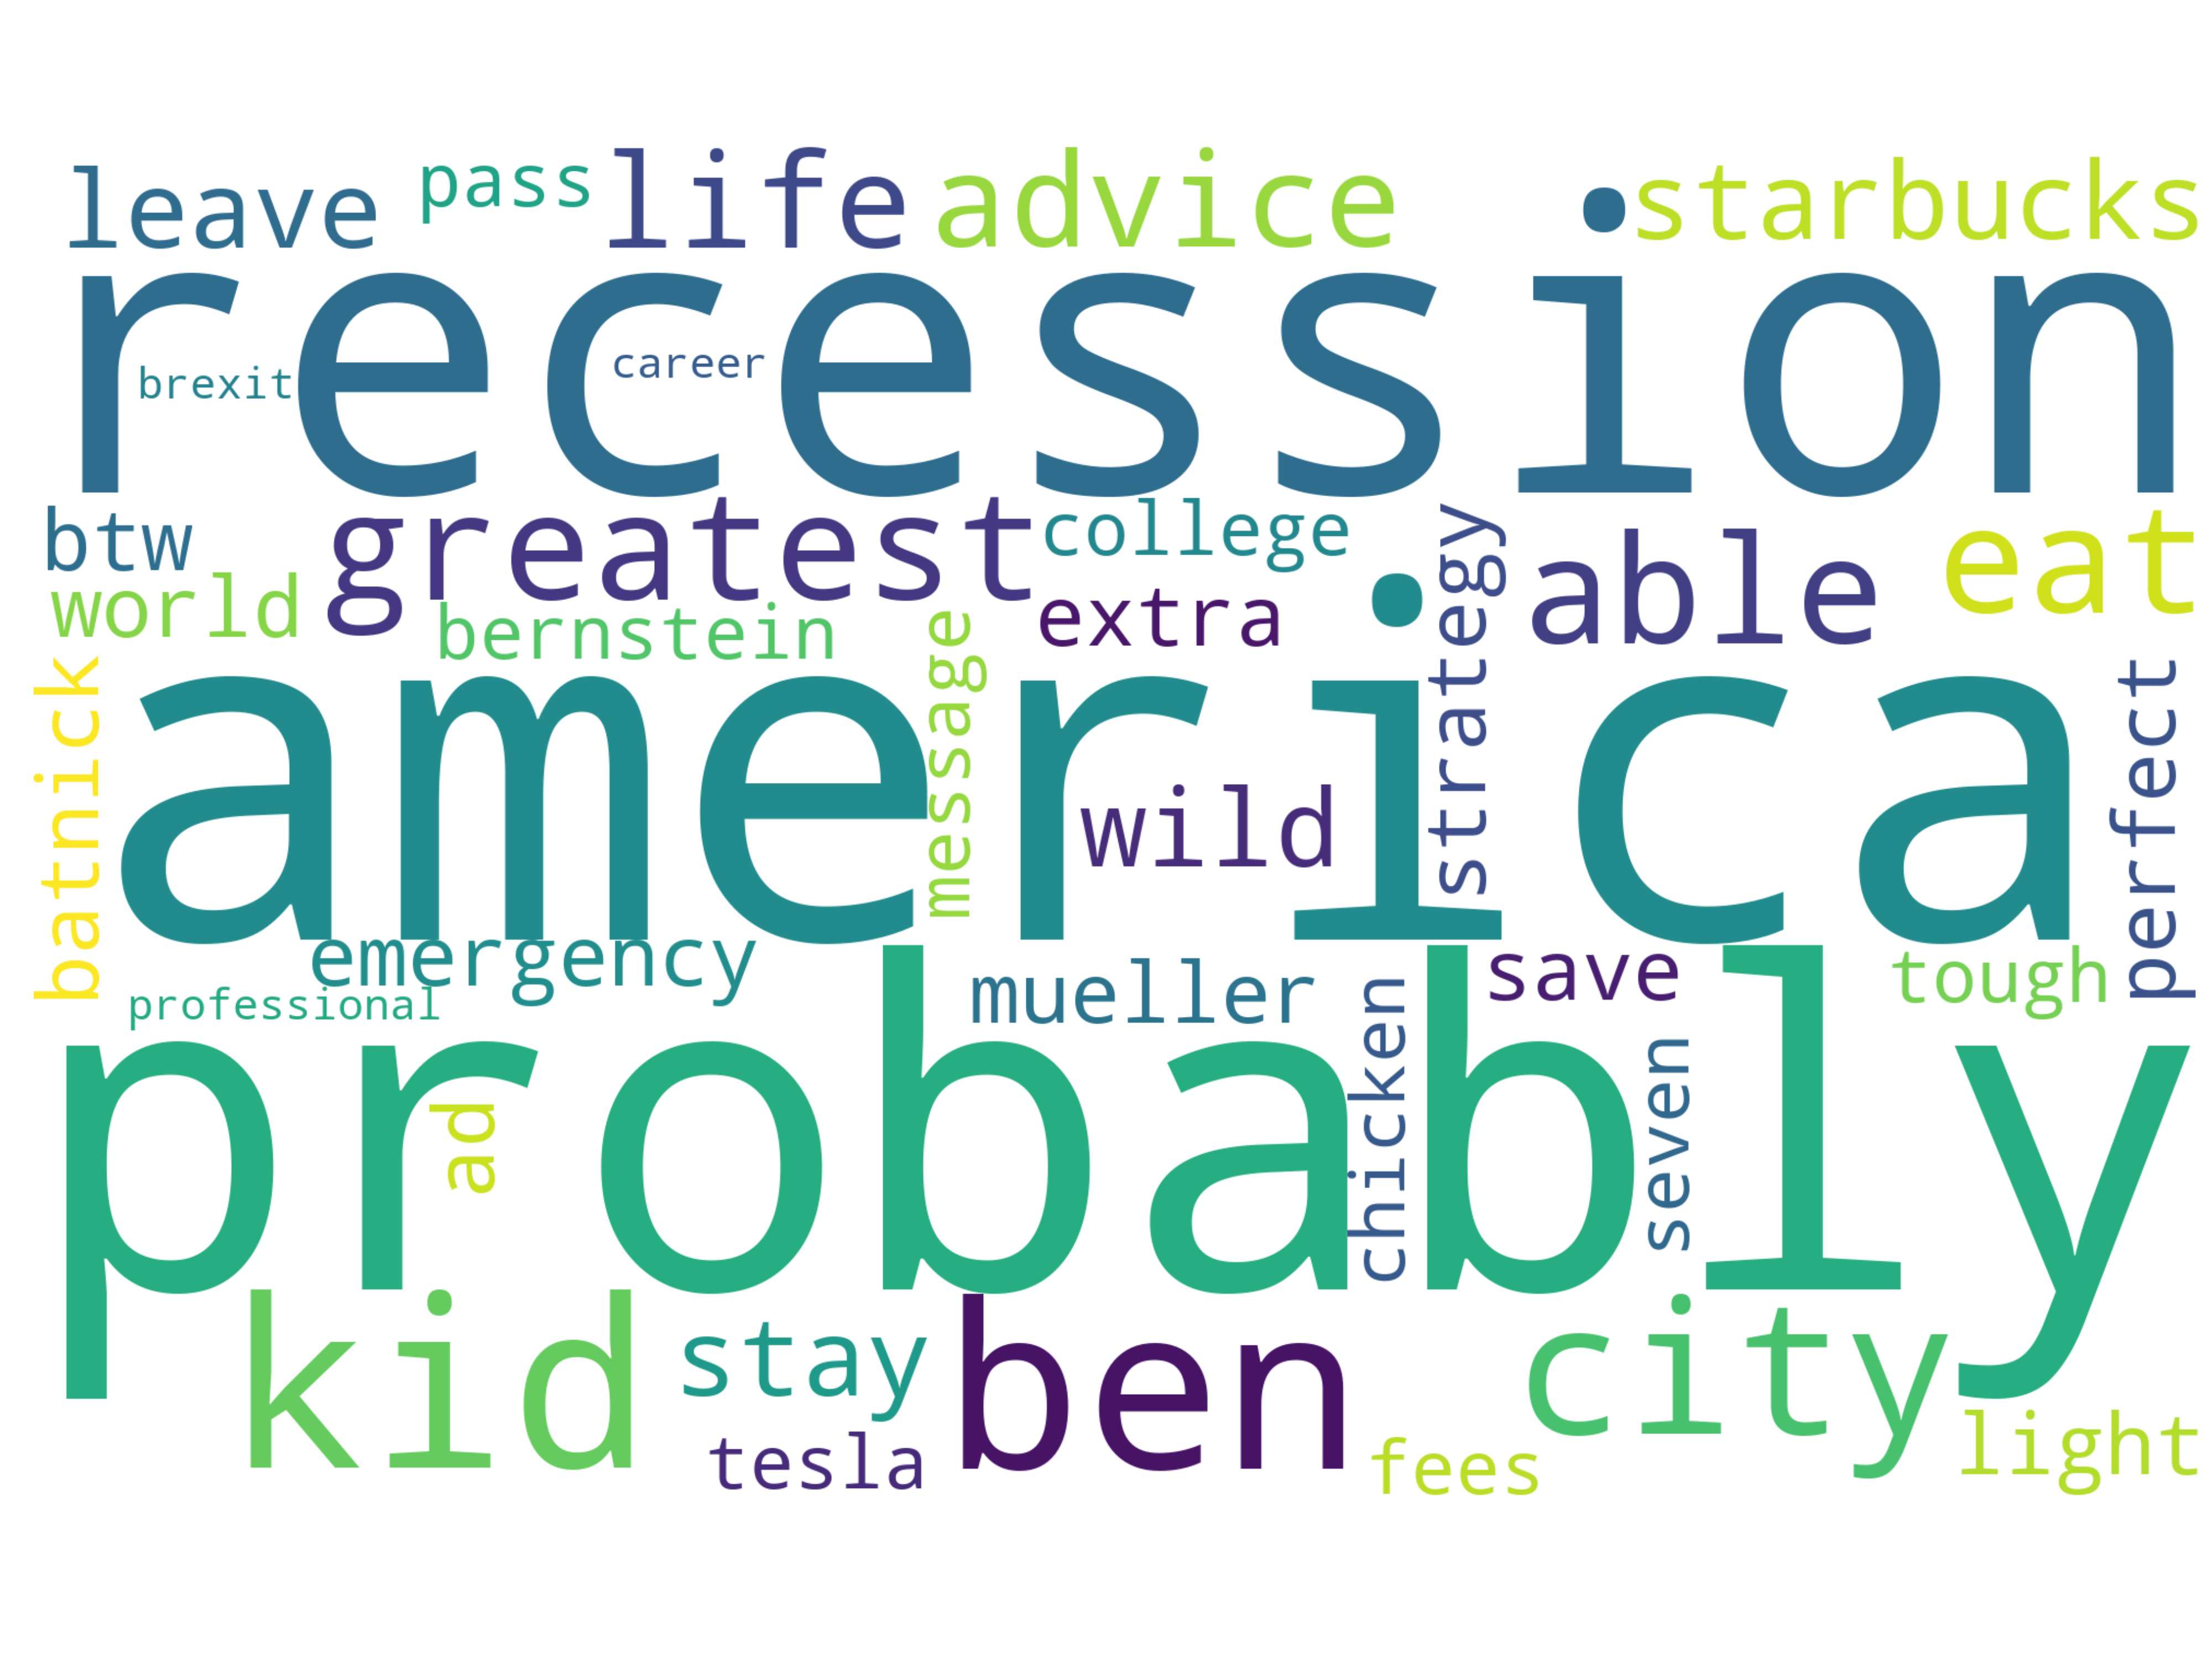 leave pass life advice starbucks
recession
brexit career
btw greatest college able eat
world bernstein extra
batnick
message
strategy
perfect
america
wild
emergency mueller save tough
professional
probably
ad
chicken
seven
kid stay ben city
tesla fees light